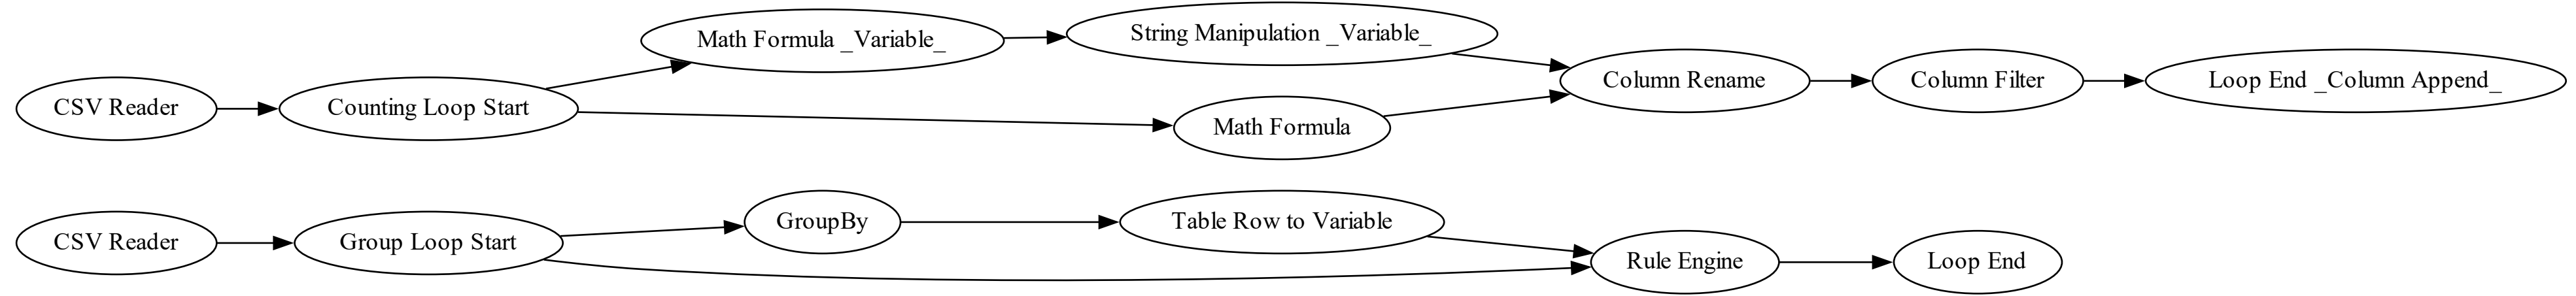 CSV Reader
Counting Loop Start
Math Formula _Variable_
String Manipulation _Variable_
Math Formula
Column Rename
Column Filter
Loop End _Column Append_
CSV Reader
Group Loop Start
GroupBy
Table Row to Variable
Rule Engine
Loop End